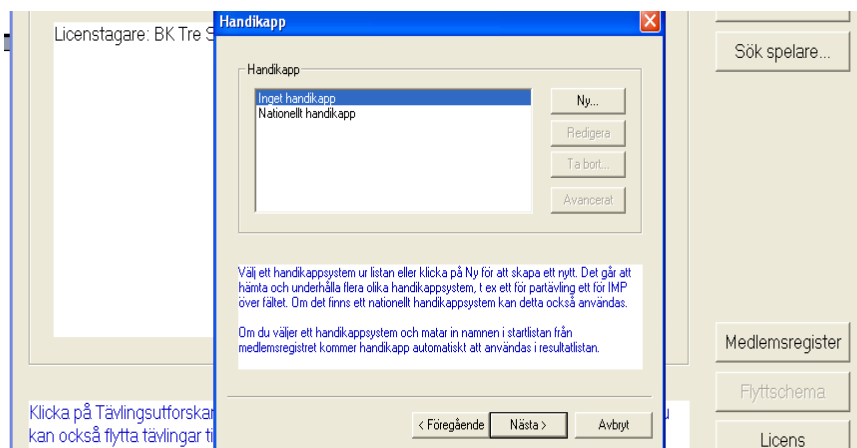 Handikapp
Licenstagare: BK Tre S
Sök spelare...
Handikapp
Inget handikapp
Nationellt handikapp
Ny...
Redigera
Ta bort...
Avancerat
Välj ett handikappsystem ur listan eller klicka på Ny för att skapa ett nytt. Det går att
hämta och underhålla flera olika handikappsystem, t ex ett för partävling ett för IMP
över fältet. Om det finns ett nationellt handikappsystem kan detta också användas.
Om du väljer ett handikappsystem och matar in namnen i startlistan från
medlemsregistret kommer handikapp automatiskt att användas i resultatlistan.
Medlemsregister
Flyttschema
Klicka på Tävlingsutforskar
kan också flytta tävlingar ti
< Föregående
Nästa >
Avbryt
Licens